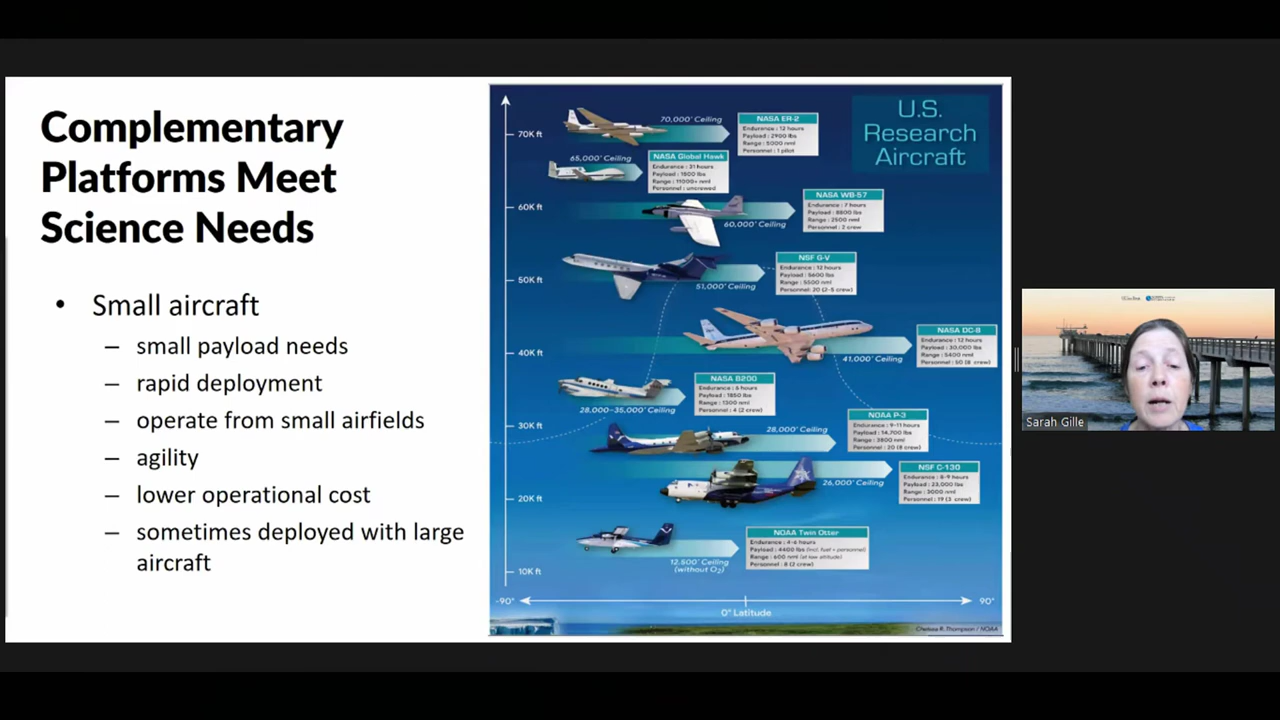 Complementary
Platforms Meet
Science Needs
• Small aircraft
– small payload needs
– rapid deployment
– operate from small airfields
– agility
– lower operational cost
– sometimes deployed with large
aircraft
U.S.
Research
Aircraft
70K ft
60K ft
50K ft
40K ft
30K ft
20K ft
10K ft
70,000' Ceiling
NASA ER-2
Endurance : 12 hours
Payload : 2900 lbs
Range : 5000 nmi
Personnel : 1 pilot
65,000' Ceiling
NASA Global Hawk
Endurance : 31 hours
Payload : 1500 lbs
Range : 11000+ nmi
Personnel : uncrewed
60,000' Ceiling
NASA WB-57
Endurance : 7 hours
Payload : 8800 lbs
Range : 2500 nmi
Personnel : 2 crew
51,000' Ceiling
NSF G-V
Endurance : 12 hours
Payload : 5600 lbs
Range : 5500 nmi
Personnel: 20 (2-5 crew)
41,000' Ceiling
NASA DC-8
Endurance : 12 hours
Payload : 30,000 lbs
Range : 5400 nmi
Personnel : 50 (8 crew)
28,000-35,000' Ceiling
NASA B200
Endurance : 5 hours
Payload : 1850 lbs
Range : 1300 nmi
Personnel : 4 (2 crew)
28,000' Ceiling
NOAA P-3
Endurance : 9-11 hours
Payload : 14,700 lbs
Range : 3800 nmi
Personnel : 20 (8 crew)
26,000' Ceiling
NSF C-130
Endurance : 8-9 hours
Payload : 23,000 lbs
Range : 3000 nmi
Personnel : 19 (3 crew)
12,500' Ceiling
(without O₂)
NOAA Twin Otter
Endurance : 4-6 hours
Payload : 4400 lbs (incl. fuel + personnel)
Range : 600 nmi (at low altitude)
Personnel : 8 (2 crew)
-90°
0° Latitude
90°
Chelsea R. Thompson / NOAA
Sarah Gille